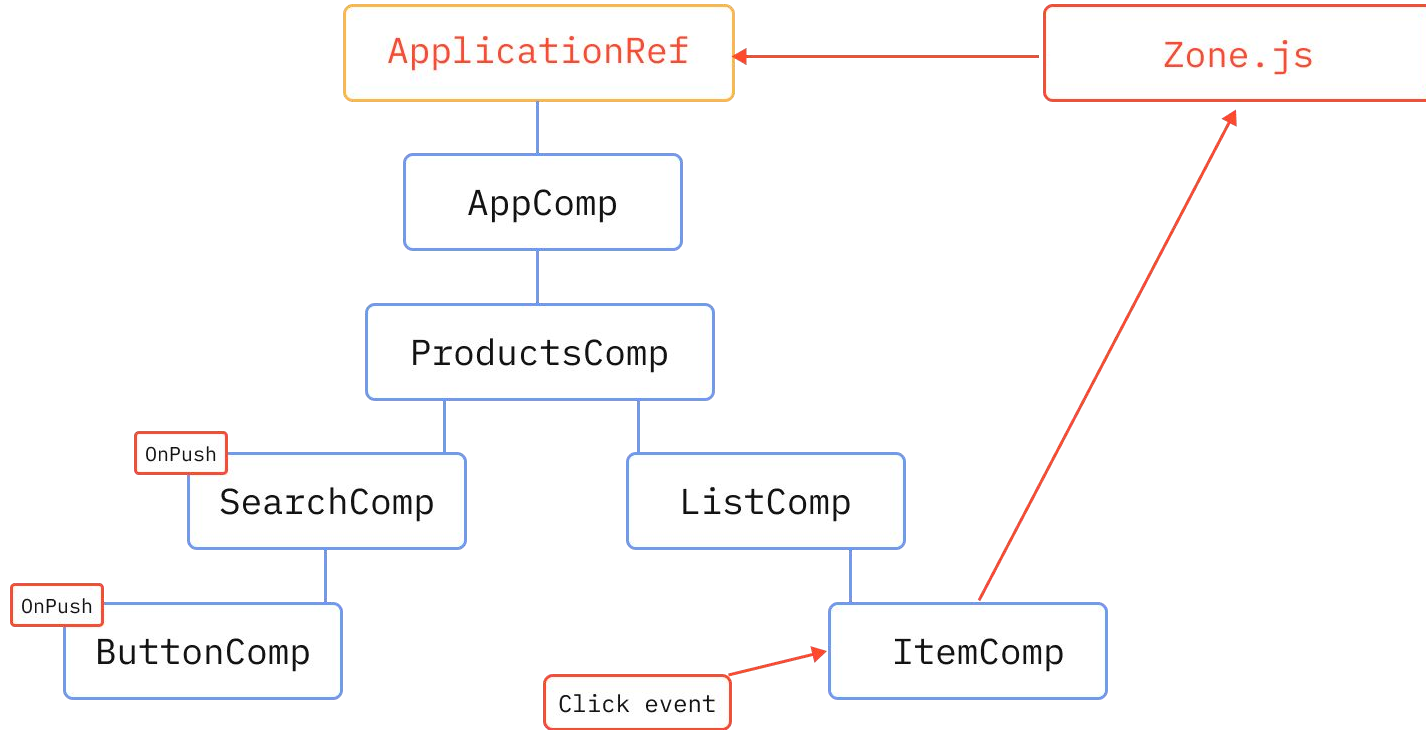 ApplicationRef
Zone.js
AppComp
ProductsComp
OnPush
SearchComp
ListComp
OnPush
ButtonComp
ItemComp
Click event